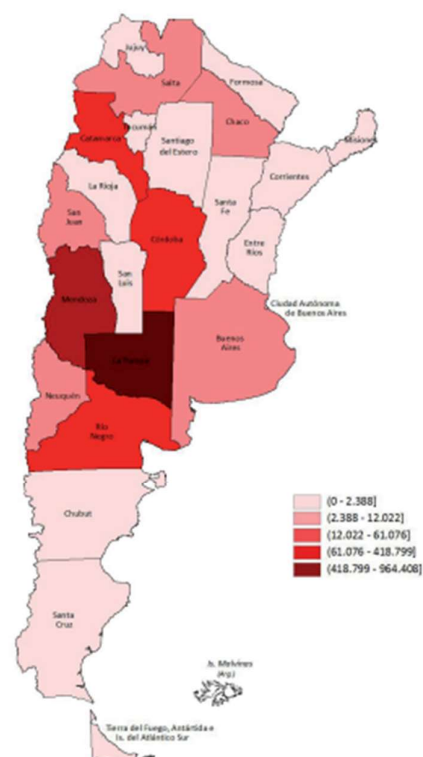 Jujuy
Salta
Formosa
Chaco
Tucumán
Catamarca
Santiago
del Estero
Misiones
Corrientes
La Rioja
Santa
Fe
San
Juan
Córdoba
Entre
Ríos
San
Luis
Mendoza
Ciudad Autónoma
de Buenos Aires
Buenos
Aires
La Pampa
Neuquén
Río
Negro
(0 - 2.388]
(2.388 - 12.022]
(12.022 - 61.076]
(61.076 - 418.799]
(418.799 - 964.408]
Chubut
Santa
Cruz
Is. Malvinas
(Arg.)
Tierra del Fuego, Antártida e
Is. del Atlántico Sur